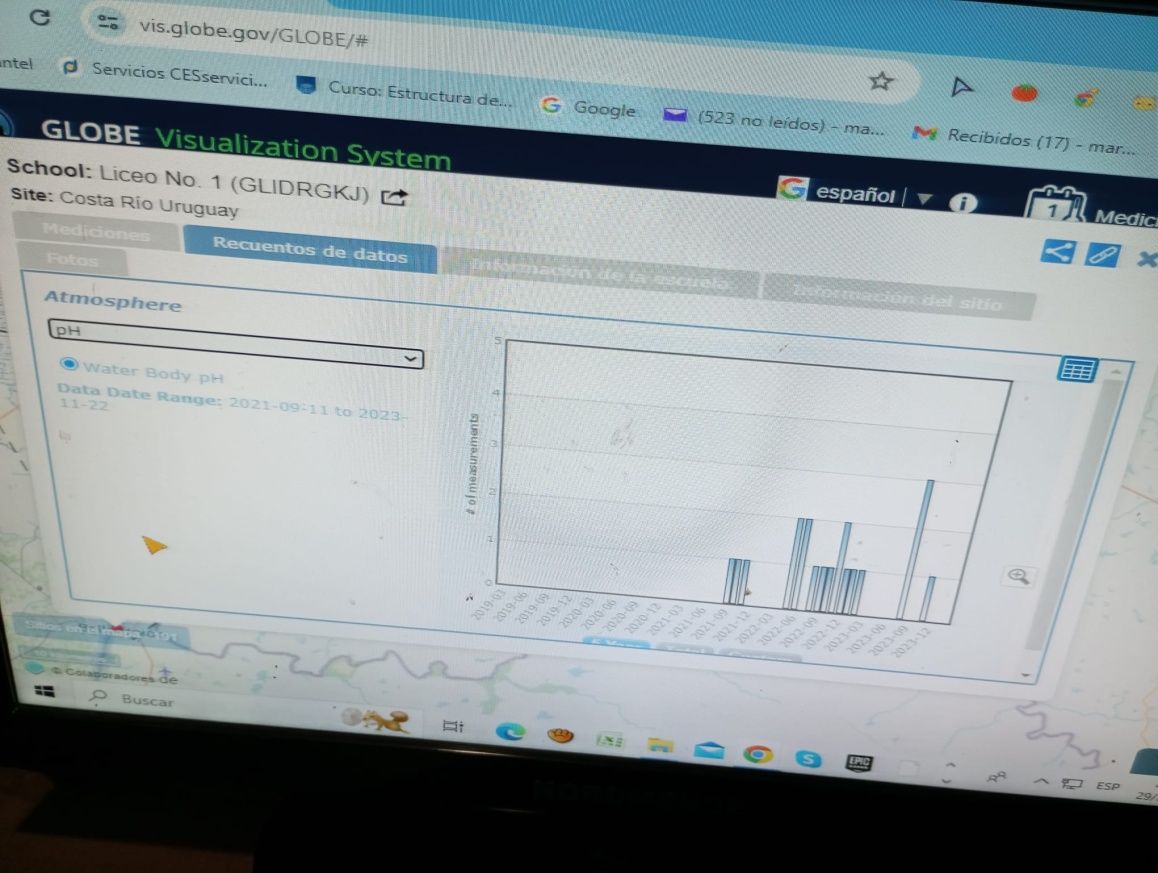 vis.globe.gov/GLOBE/#
Servicios CESservici...
Curso: Estructura de...
Google
(523 no leídos) - ma...
Recibidos (17) - mar...
GLOBE Visualization System
español
1
School: Liceo No. 1 (GLIDRGKJ)
Site: Costa Río Uruguay
Mediciones
Recuentos de datos
Información de la escuela
Información del sitio
Fotos
Atmosphere
pH
Water Body pH
Data Date Range: 2021-09-11 to 2023-
11-22
# of measurements
5
4
3
2
1
0
2019-03
2019-06
2019-09
2019-12
2020-03
2020-06
2020-09
2020-12
2021-03
2021-06
2021-09
2021-12
2022-03
2022-06
2022-09
2022-12
2023-03
2023-06
2023-09
2023-12
© Colaboradores de
Buscar
EPIC
ESP